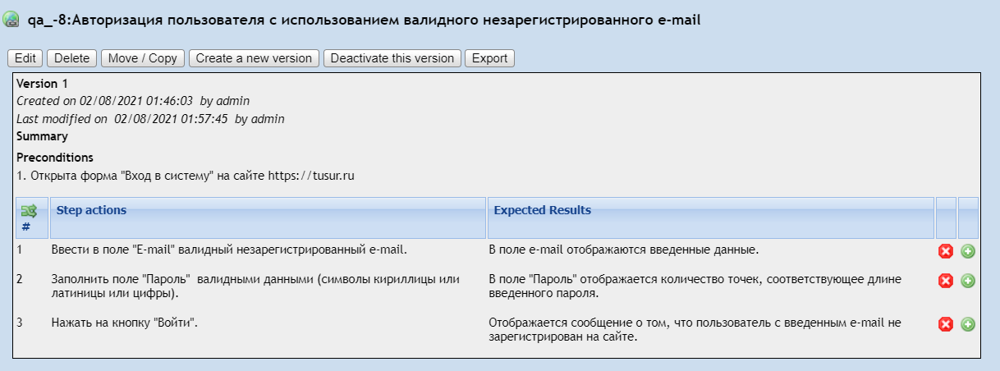 qa_-8:Авторизация пользователя с использованием валидного незарегистрированного e-mail
Edit Delete Move / Copy Create a new version Deactivate this version Export
Version 1
Created on 02/08/2021 01:46:03 by admin
Last modified on 02/08/2021 01:57:45 by admin
Summary
Preconditions
1. Открыта форма "Вход в систему" на сайте https://tusur.ru
# Step actions Expected Results
1 Ввести в поле "E-mail" валидный незарегистрированный e-mail. В поле e-mail отображаются введенные данные.
2 Заполнить поле "Пароль" валидными данными (символы кириллицы или В поле "Пароль" отображается количество точек, соответствующее длине
латиницы или цифры). введенного пароля.
3 Нажать на кнопку "Войти". Отображается сообщение о том, что пользователь с введенным e-mail не
зарегистрирован на сайте.